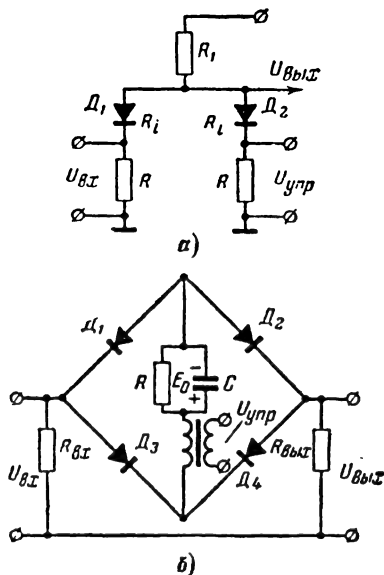 R₁
Uвых
Д₁
Rᵢ
Rᵢ
Д₂
Uвх
R
R
Uупр
а)
Д₁
Д₂
R
E₀
−
+
C
Uупр
Uвх
Rвх
Д₃
Д₄
Rвых
Uвых
б)